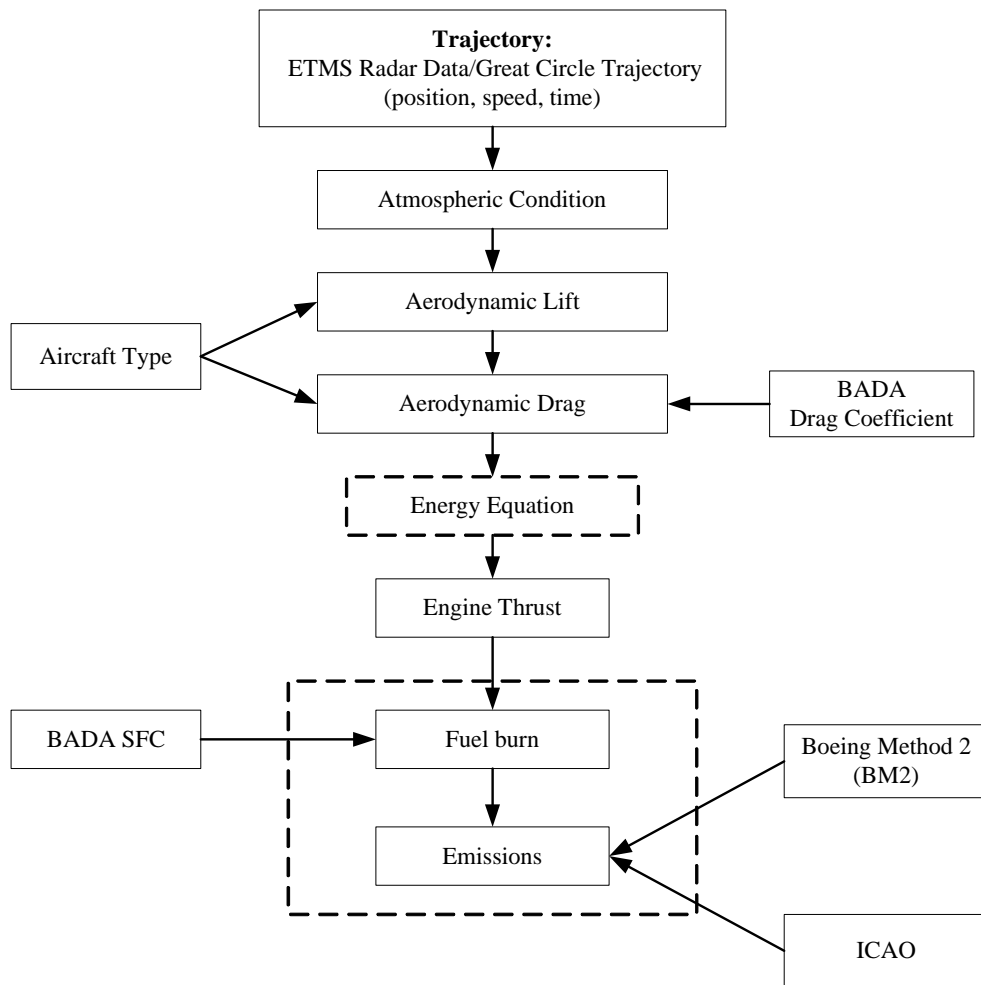 Trajectory:
ETMS Radar Data/Great Circle Trajectory
(position, speed, time)
Atmospheric Condition
Aerodynamic Lift
Aircraft Type
Aerodynamic Drag
BADA
Drag Coefficient
Energy Equation
Engine Thrust
BADA SFC
Fuel burn
Boeing Method 2
(BM2)
Emissions
ICAO